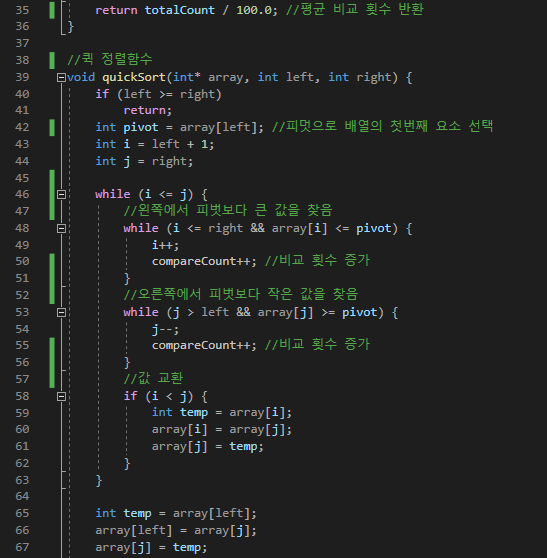 35 return totalCount / 100.0; //평균 비교 횟수 반환
36 }
37
38 //퀵 정렬함수
39 void quickSort(int* array, int left, int right) {
40 if (left >= right)
41 return;
42 int pivot = array[left]; //피멋으로 배열의 첫번째 요소 선택
43 int i = left + 1;
44 int j = right;
45
46 while (i <= j) {
47 //왼쪽에서 피벗보다 큰 값을 찾음
48 while (i <= right && array[i] <= pivot) {
49 i++;
50 compareCount++; //비교 횟수 증가
51 }
52 //오른쪽에서 피벗보다 작은 값을 찾음
53 while (j > left && array[j] >= pivot) {
54 j--;
55 compareCount++; //비교 횟수 증가
56 }
57 //값 교환
58 if (i < j) {
59 int temp = array[i];
60 array[i] = array[j];
61 array[j] = temp;
62 }
63 }
64
65 int temp = array[left];
66 array[left] = array[j];
67 array[j] = temp;